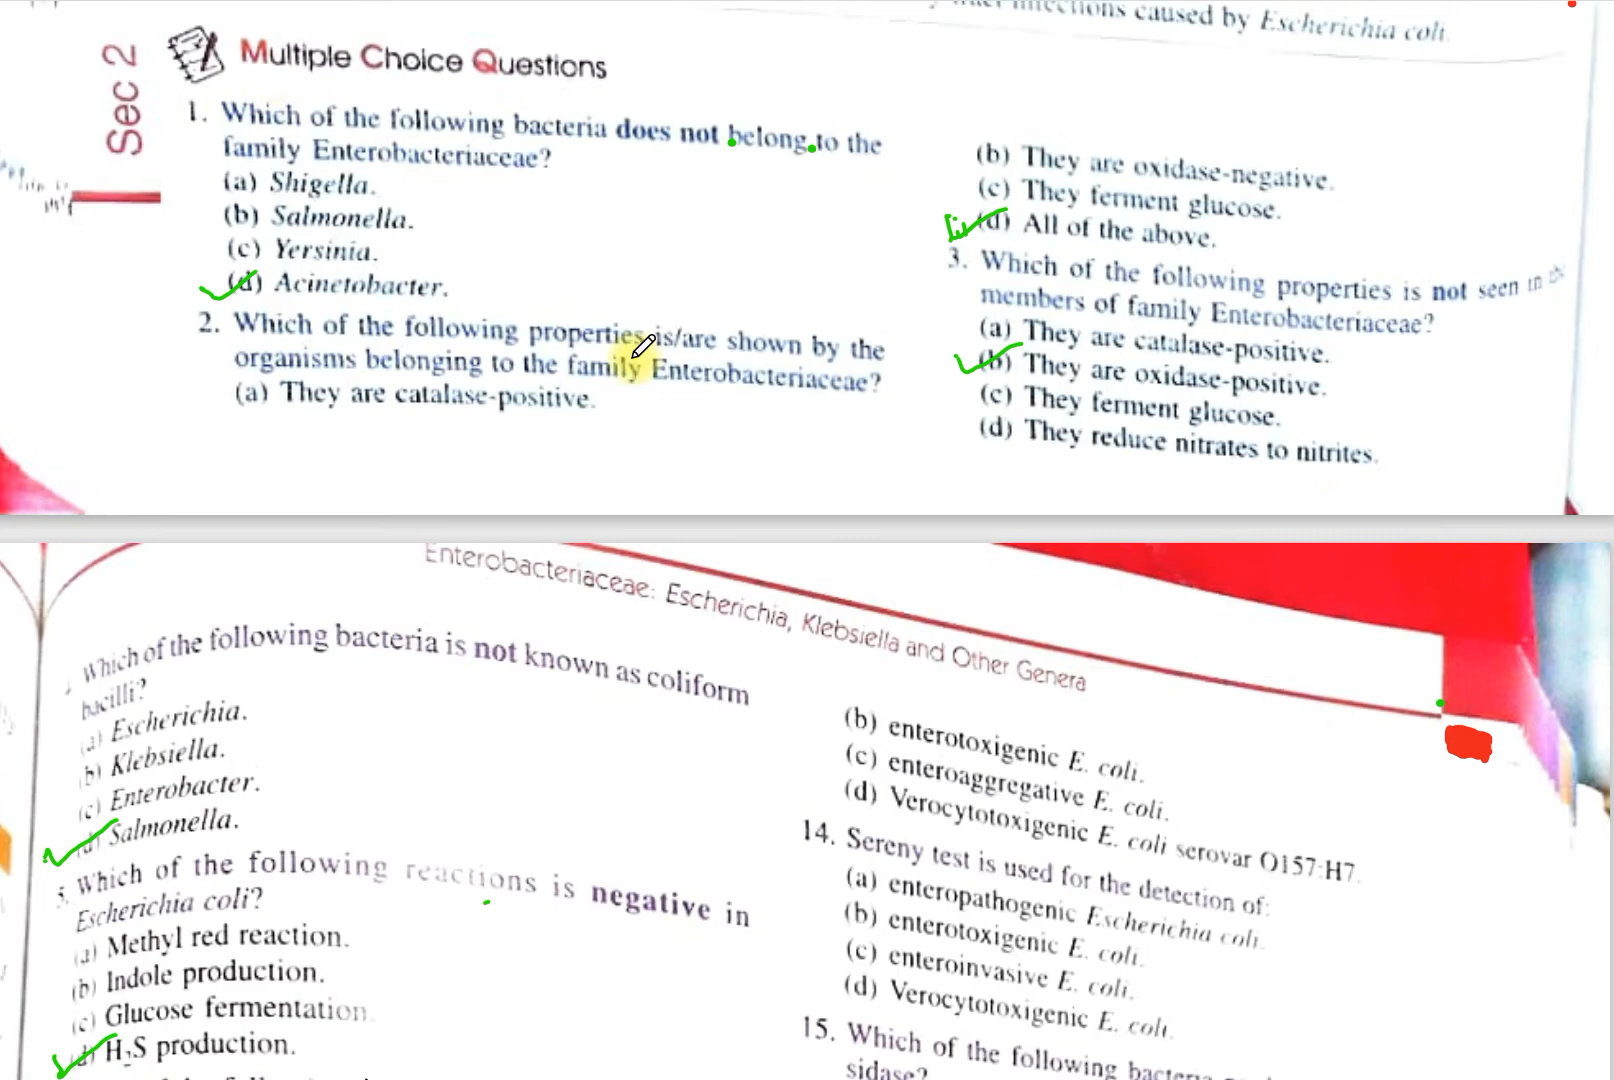 infections caused by Escherichia coli.
Sec 2
Multiple Choice Questions
1. Which of the following bacteria does not belong to the
family Enterobacteriaceae?
(a) Shigella.
(b) Salmonella.
(c) Yersinia.
(d) Acinetobacter.
2. Which of the following properties is/are shown by the
organisms belonging to the family Enterobacteriaceae?
(a) They are catalase-positive.
(b) They are oxidase-negative.
(c) They ferment glucose.
(d) All of the above.
3. Which of the following properties is not seen in the
members of family Enterobacteriaceae?
(a) They are catalase-positive.
(b) They are oxidase-positive.
(c) They ferment glucose.
(d) They reduce nitrates to nitrites.
Enterobacteriaceae: Escherichia, Klebsiella and Other Genera
Which of the following bacteria is not known as coliform
bacilli?
(a) Escherichia.
(b) Klebsiella.
(c) Enterobacter.
(d) Salmonella.
5. Which of the following reactions is negative in
Escherichia coli?
(a) Methyl red reaction.
(b) Indole production.
(c) Glucose fermentation.
(d) H₂S production.
(b) enterotoxigenic E. coli.
(c) enteroaggregative E. coli.
(d) Verocytotoxigenic E. coli serovar O157:H7.
14. Sereny test is used for the detection of:
(a) enteropathogenic Escherichia coli.
(b) enterotoxigenic E. coli.
(c) enteroinvasive E. coli.
(d) Verocytotoxigenic E. coli.
15. Which of the following bacteria
sidase?